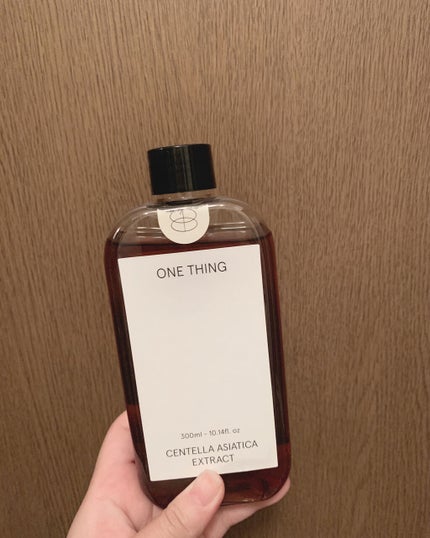 ONE THING
300ml - 10.14fl. oz
CENTELLA ASIATICA
EXTRACT